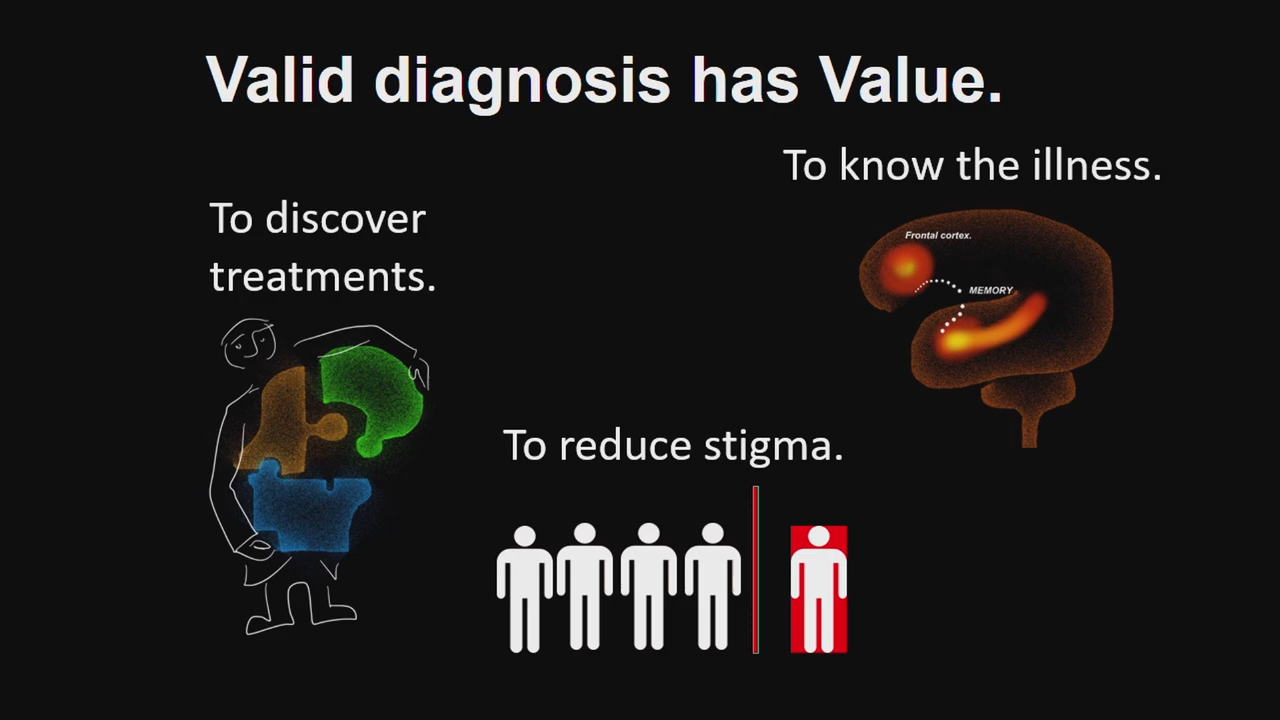 Valid diagnosis has Value.
To know the illness.
To discover
treatments.
Frontal cortex.
MEMORY
To reduce stigma.